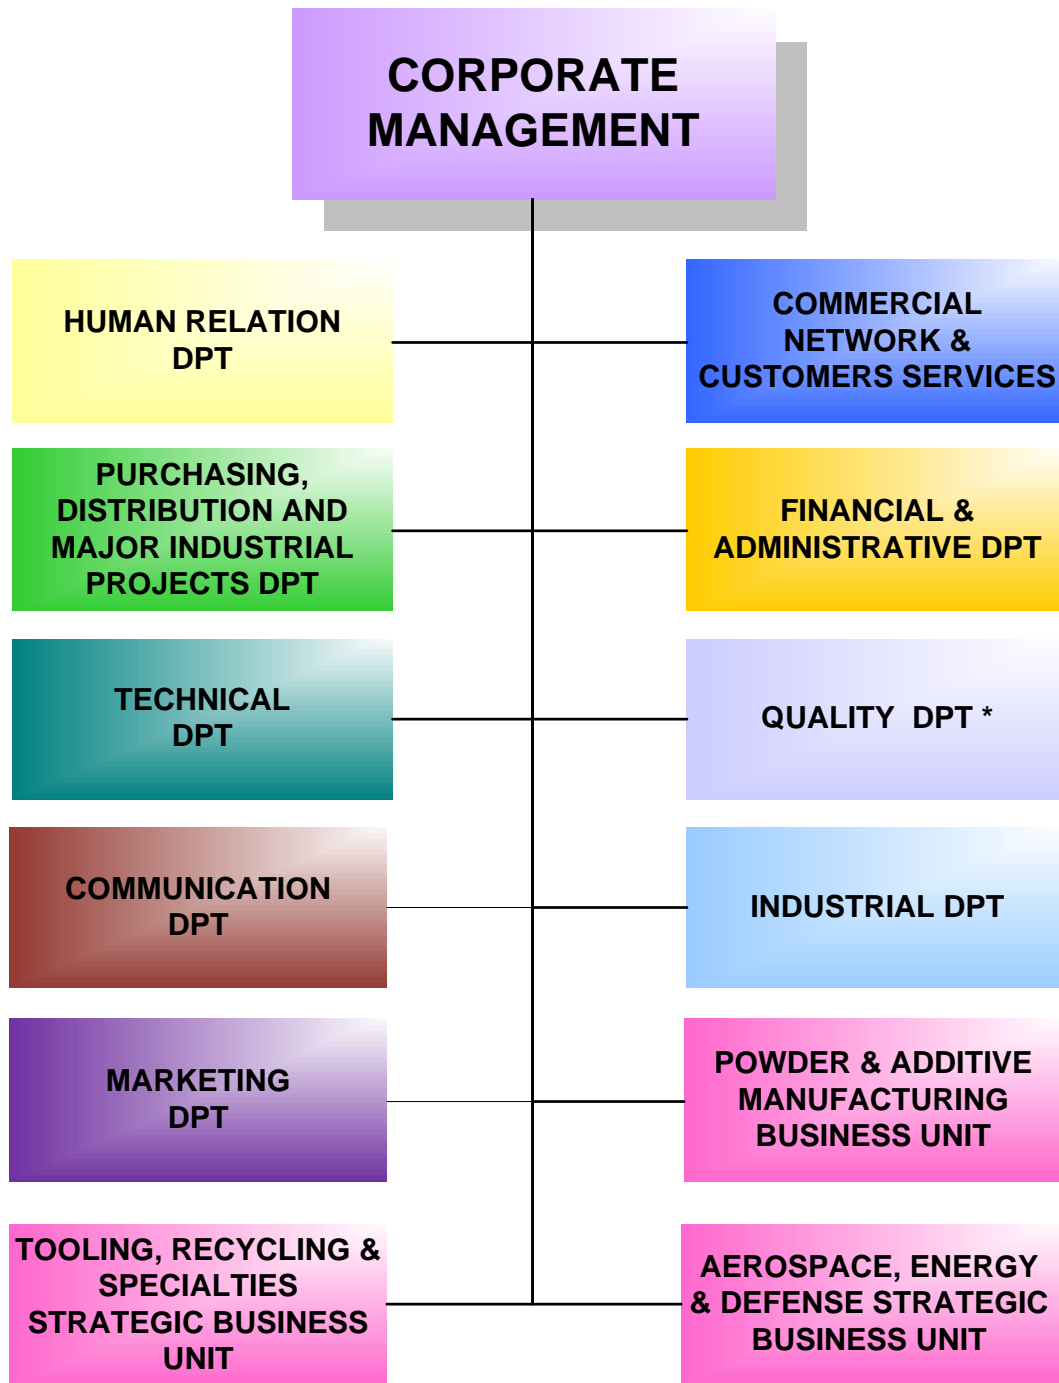 CORPORATE
MANAGEMENT
HUMAN RELATION
DPT
COMMERCIAL
NETWORK &
CUSTOMERS SERVICES
PURCHASING,
DISTRIBUTION AND
MAJOR INDUSTRIAL
PROJECTS DPT
FINANCIAL &
ADMINISTRATIVE DPT
TECHNICAL
DPT
QUALITY DPT *
COMMUNICATION
DPT
INDUSTRIAL DPT
MARKETING
DPT
POWDER & ADDITIVE
MANUFACTURING
BUSINESS UNIT
TOOLING, RECYCLING &
SPECIALTIES
STRATEGIC BUSINESS
UNIT
AEROSPACE, ENERGY
& DEFENSE STRATEGIC
BUSINESS UNIT